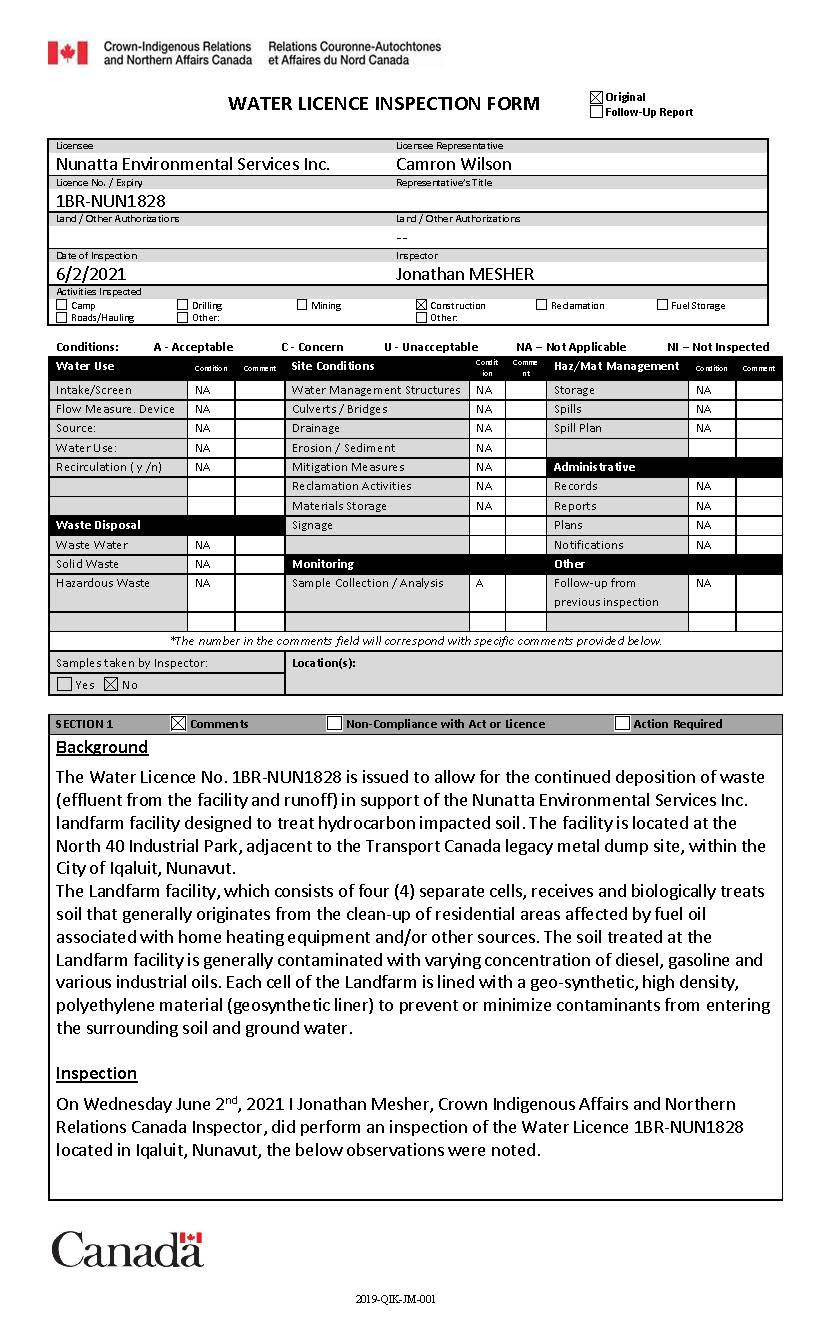 Crown-Indigenous Relations and Northern Affairs Canada
Relations Couronne-Autochtones et Affaires du Nord Canada
WATER LICENCE INSPECTION FORM
☒ Original
☐ Follow-Up Report
Licensee Licensee Representative
Nunatta Environmental Services Inc. Camron Wilson
Licence No. / Expiry Representative's Title
1BR-NUN1828
Land / Other Authorizations Land / Other Authorizations
--
Date of Inspection Inspector
6/2/2021 Jonathan MESHER
Activities Inspected
☐ Camp ☐ Drilling ☐ Mining ☒ Construction ☐ Reclamation ☐ Fuel Storage
☐ Roads/Hauling ☐ Other: ☐ Other:
Conditions: A - Acceptable C - Concern U - Unacceptable NA – Not Applicable NI – Not Inspected
Water Use Condition Comment Site Conditions Condition Comment Haz/Mat Management Condition Comment
Intake/Screen NA Water Management Structures NA Storage NA
Flow Measure. Device NA Culverts / Bridges NA Spills NA
Source: NA Drainage NA Spill Plan NA
Water Use: NA Erosion / Sediment NA
Recirculation ( y /n) NA Mitigation Measures NA Administrative
Reclamation Activities NA Records NA
Materials Storage NA Reports NA
Waste Disposal Signage Plans NA
Waste Water NA Notifications NA
Solid Waste NA Monitoring Other
Hazardous Waste NA Sample Collection / Analysis A Follow-up from previous inspection NA
*The number in the comments field will correspond with specific comments provided below.
Samples taken by Inspector: Location(s):
☐ Yes ☒ No
SECTION 1 ☒ Comments ☐ Non-Compliance with Act or Licence ☐ Action Required
Background
The Water Licence No. 1BR-NUN1828 is issued to allow for the continued deposition of waste
(effluent from the facility and runoff) in support of the Nunatta Environmental Services Inc.
landfarm facility designed to treat hydrocarbon impacted soil. The facility is located at the
North 40 Industrial Park, adjacent to the Transport Canada legacy metal dump site, within the
City of Iqaluit, Nunavut.
The Landfarm facility, which consists of four (4) separate cells, receives and biologically treats
soil that generally originates from the clean-up of residential areas affected by fuel oil
associated with home heating equipment and/or other sources. The soil treated at the
Landfarm facility is generally contaminated with varying concentration of diesel, gasoline and
various industrial oils. Each cell of the Landfarm is lined with a geo-synthetic, high density,
polyethylene material (geosynthetic liner) to prevent or minimize contaminants from entering
the surrounding soil and ground water.
Inspection
On Wednesday June 2nd, 2021 I Jonathan Mesher, Crown Indigenous Affairs and Northern
Relations Canada Inspector, did perform an inspection of the Water Licence 1BR-NUN1828
located in Iqaluit, Nunavut, the below observations were noted.
Canada
2019-QIK-JM-001